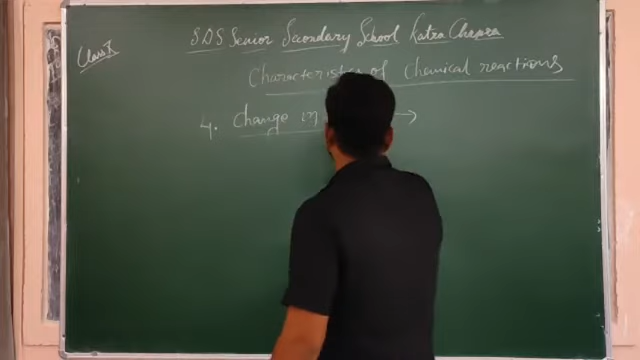 SDS Senior Secondary School Katra Chapra
Class X
Characteristics of Chemical reactions
4. Change in →